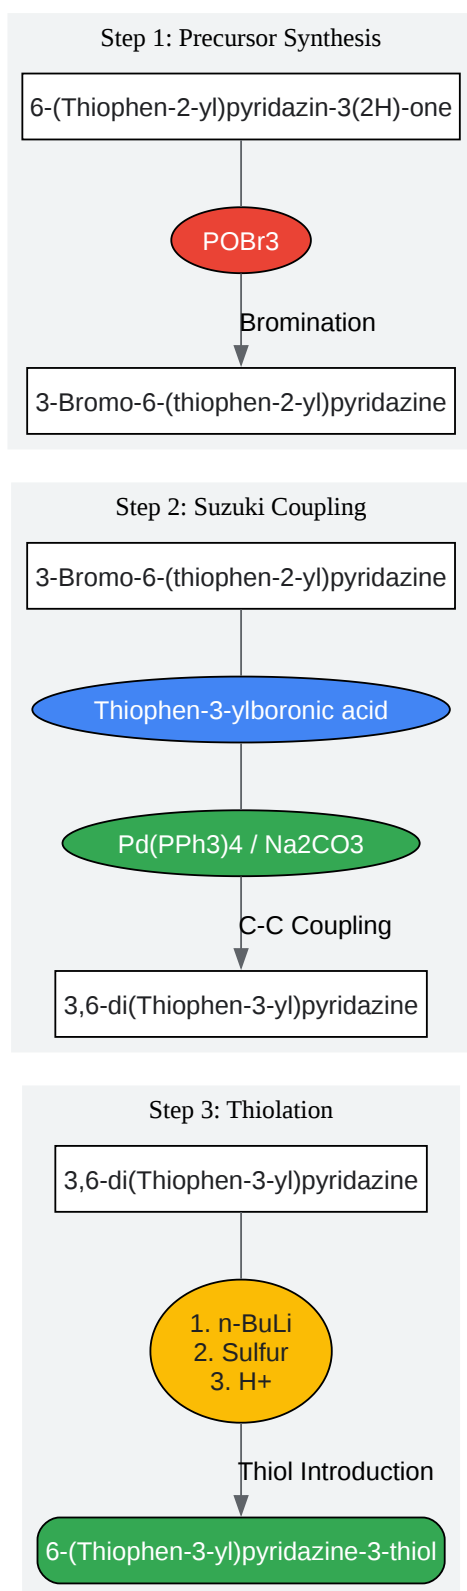 Step 1: Precursor Synthesis
6-(Thiophen-2-yl)pyridazin-3(2H)-one
POBr3
Bromination
3-Bromo-6-(thiophen-2-yl)pyridazine
Step 2: Suzuki Coupling
3-Bromo-6-(thiophen-2-yl)pyridazine
Thiophen-3-ylboronic acid
Pd(PPh3)4 / Na2CO3
C-C Coupling
3,6-di(Thiophen-3-yl)pyridazine
Step 3: Thiolation
3,6-di(Thiophen-3-yl)pyridazine
1. n-BuLi
2. Sulfur
3. H+
Thiol Introduction
6-(Thiophen-3-yl)pyridazine-3-thiol